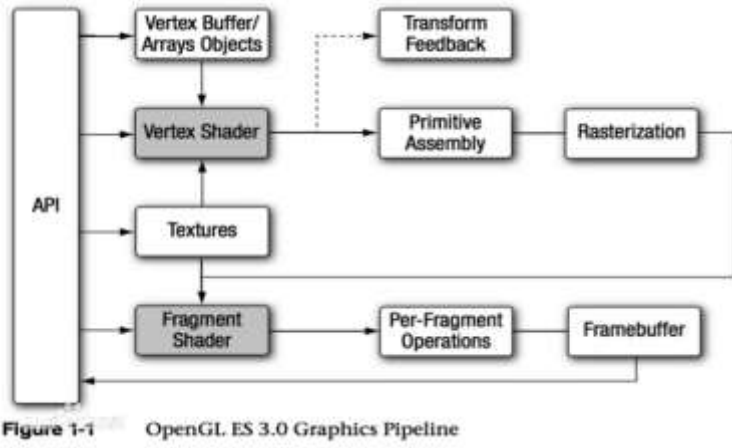 Vertex Buffer/
Arrays Objects
Transform
Feedback
Vertex Shader
Primitive
Assembly
Rasterization
API
Textures
Fragment
Shader
Per-Fragment
Operations
Framebuffer
Figure 1-1 OpenGL ES 3.0 Graphics Pipeline